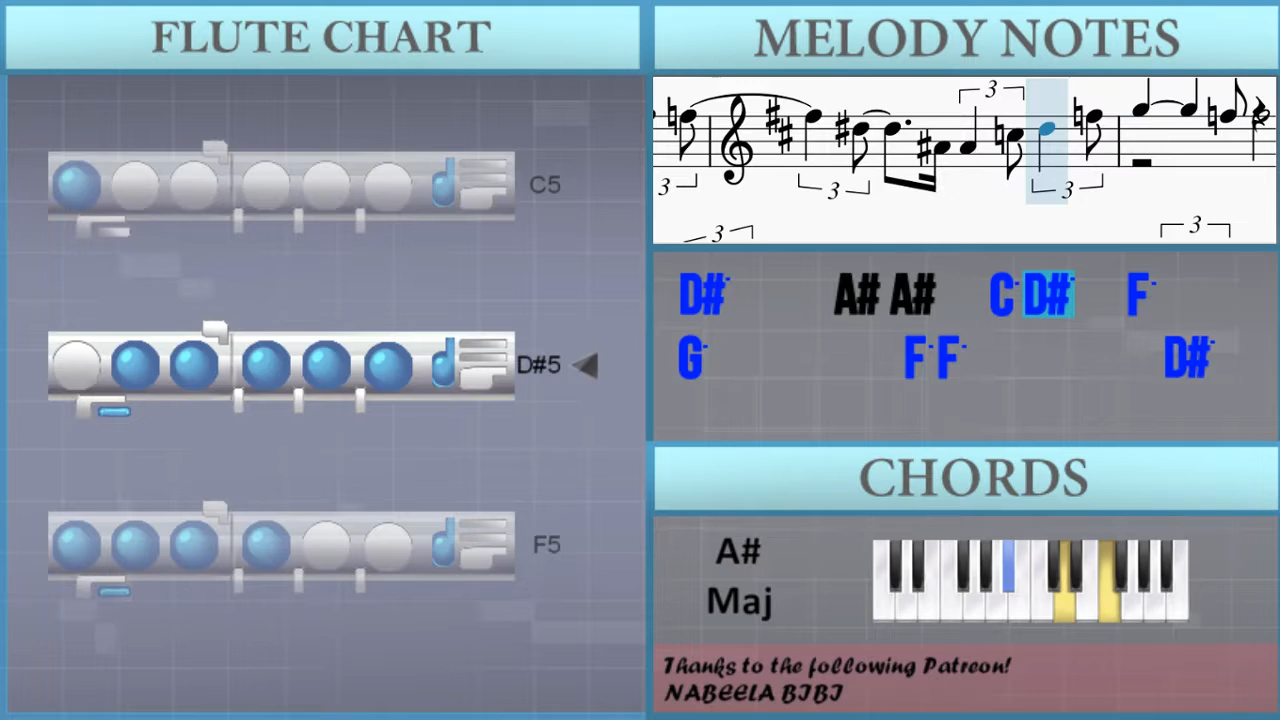 FLUTE CHART
C5
D#5
F5
MELODY NOTES
3 3 3 3
3 3
D#- A# A# C- D#- F-
G- F- F- D#-
CHORDS
A#
Maj
Thanks to the following Patreon!
NABEELA BIBI